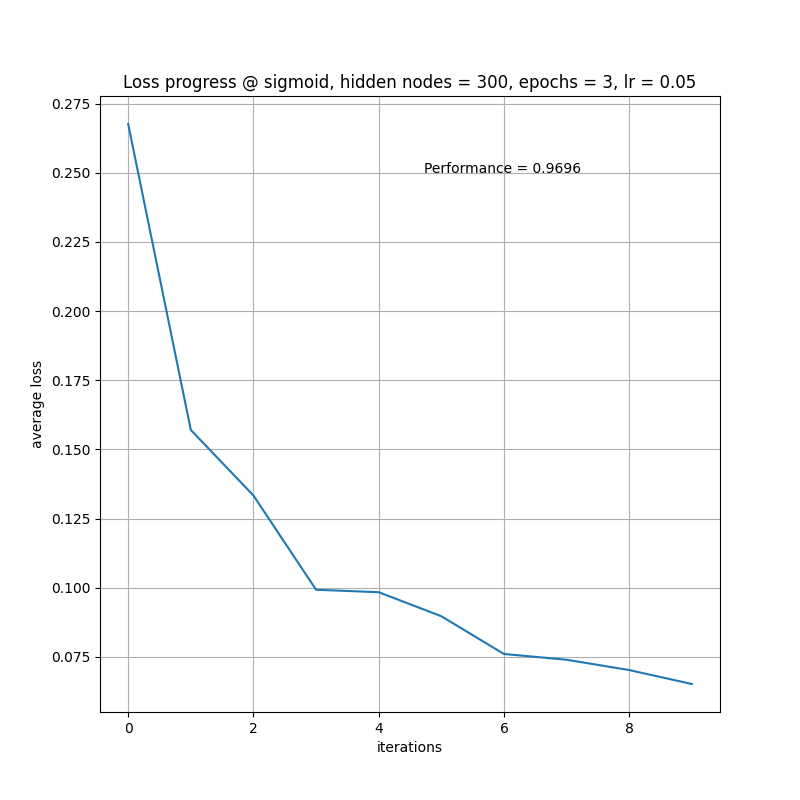 Loss progress @ sigmoid, hidden nodes = 300, epochs = 3, lr = 0.05
0.275
0.250
0.225
0.200
0.175
0.150
0.125
0.100
0.075
average loss
Performance = 0.9696
0 2 4 6 8
iterations